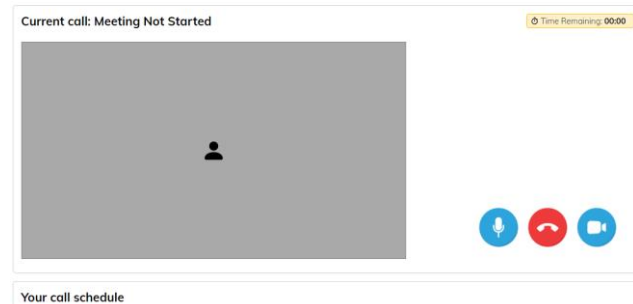 Current call: Meeting Not Started
Time Remaining: 00:00
Your call schedule